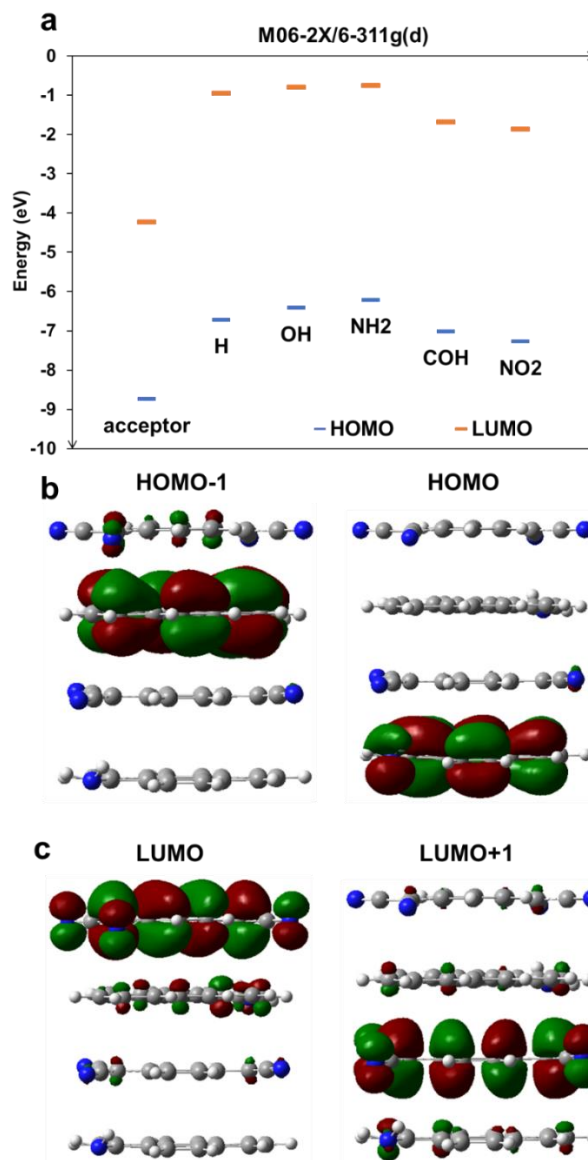 a
M06-2X/6-311g(d)
0
-1
-2
-3
-4
-5
-6
-7
-8
-9
-10
Energy (eV)
H
OH
NH2
COH
NO2
acceptor
HOMO
LUMO
b
HOMO-1
HOMO
c
LUMO
LUMO+1